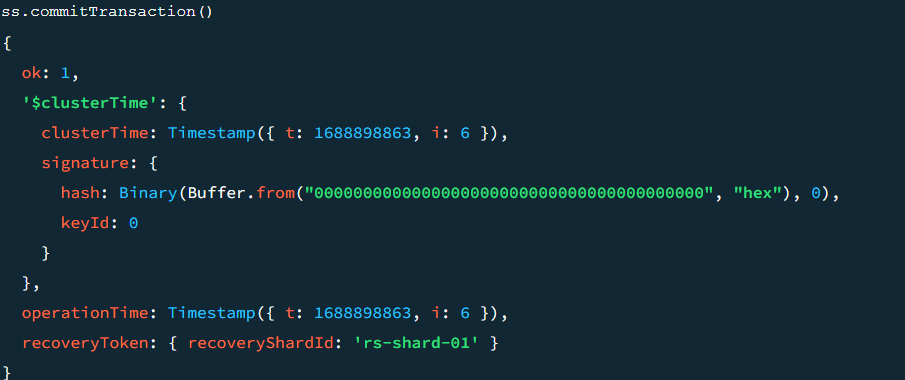 ss.commitTransaction()
{
  ok: 1,
  '$clusterTime': {
    clusterTime: Timestamp({ t: 1688898863, i: 6 }),
    signature: {
      hash: Binary(Buffer.from("0000000000000000000000000000000000000000", "hex"), 0),
      keyId: 0
    }
  },
  operationTime: Timestamp({ t: 1688898863, i: 6 }),
  recoveryToken: { recoveryShardId: 'rs-shard-01' }
}